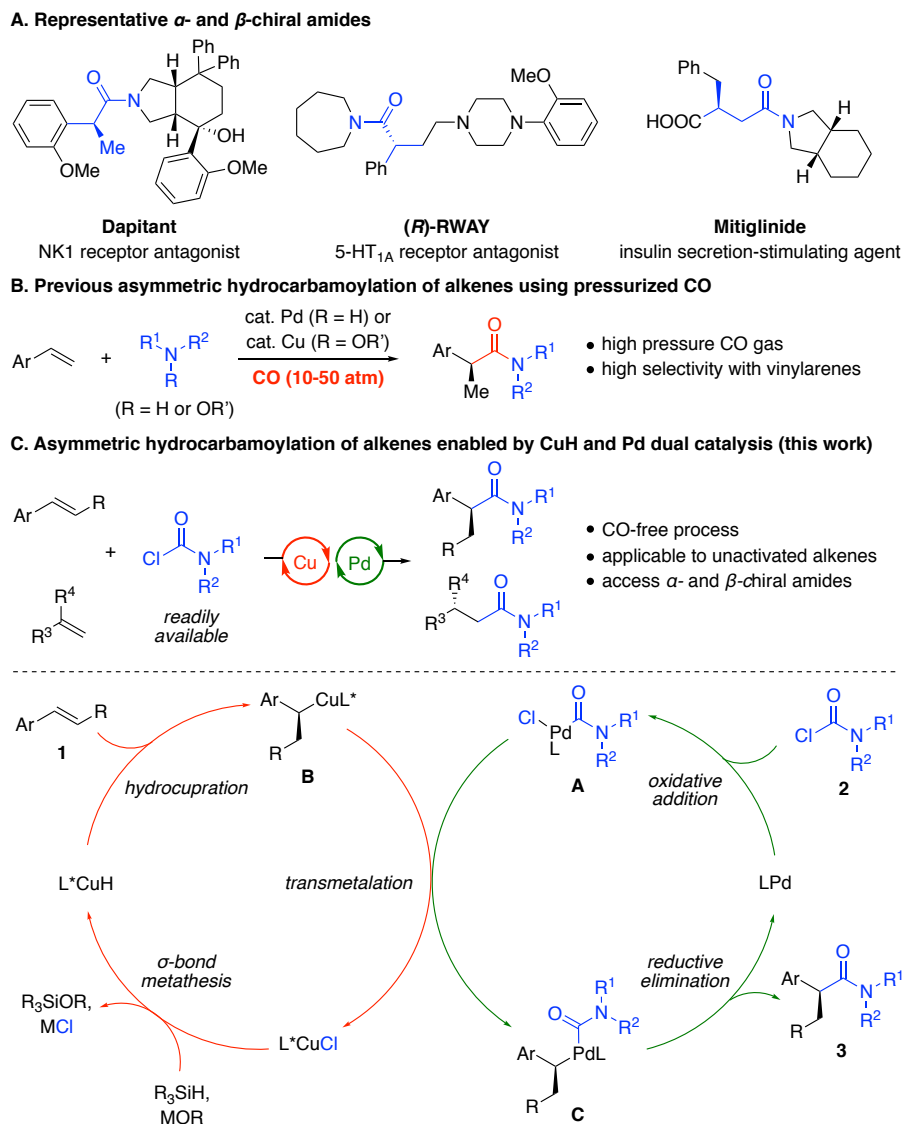 A. Representative α- and β-chiral amides
Ph
Ph
H
O
N
H
OH
Me
OMe
OMe
Dapitant
NK1 receptor antagonist
MeO
O
N
N
N
Ph
(R)-RWAY
5-HT1A receptor antagonist
Ph
O
HOOC
N
H
H
Mitiglinide
insulin secretion-stimulating agent
B. Previous asymmetric hydrocarbamoylation of alkenes using pressurized CO
Ar
+
R1 R2
N
R
(R = H or OR')
cat. Pd (R = H) or
cat. Cu (R = OR')
CO (10-50 atm)
O
Ar
N R1
R2
Me
• high pressure CO gas
• high selectivity with vinylarenes
C. Asymmetric hydrocarbamoylation of alkenes enabled by CuH and Pd dual catalysis (this work)
Ar R
+
R4
R3
O
Cl N R1
R2
readily
available
Cu Pd
O
Ar N R1
R2
R
R4 O
R3 N R1
R2
• CO-free process
• applicable to unactivated alkenes
• access α- and β-chiral amides
Ar R
1
hydrocupration
Ar CuL*
R
B
Cl O
Pd N R1
L R2
A
oxidative
addition
O
Cl N R1
R2
2
L*CuH
transmetalation
LPd
σ-bond
metathesis
R3SiOR,
MCl
R3SiH,
MOR
L*CuCl
reductive
elimination
R1
O N R2
Ar PdL
R
C
O
Ar N R1
R2
R
3